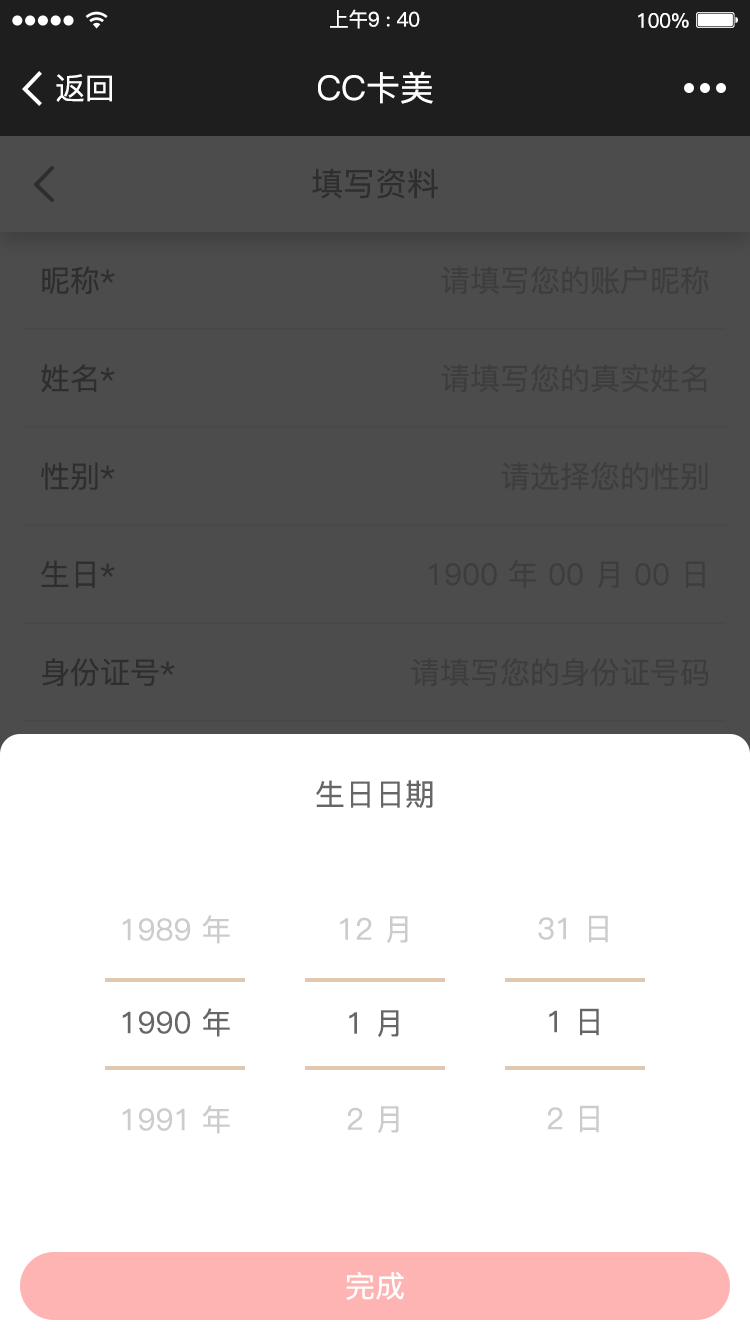 上午9 : 40
100%
返回
CC卡美
填写资料
昵称* 请填写您的账户昵称
姓名* 请填写您的真实姓名
性别* 请选择您的性别
生日* 1900 年 00 月 00 日
身份证号* 请填写您的身份证号码
生日日期
1989 年 12 月 31 日
1990 年 1 月 1 日
1991 年 2 月 2 日
完成